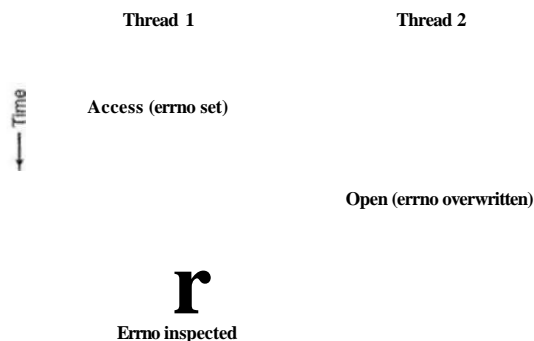 Thread 1
Thread 2
Time
Access (errno set)
Open (errno overwritten)
r
Errno inspected